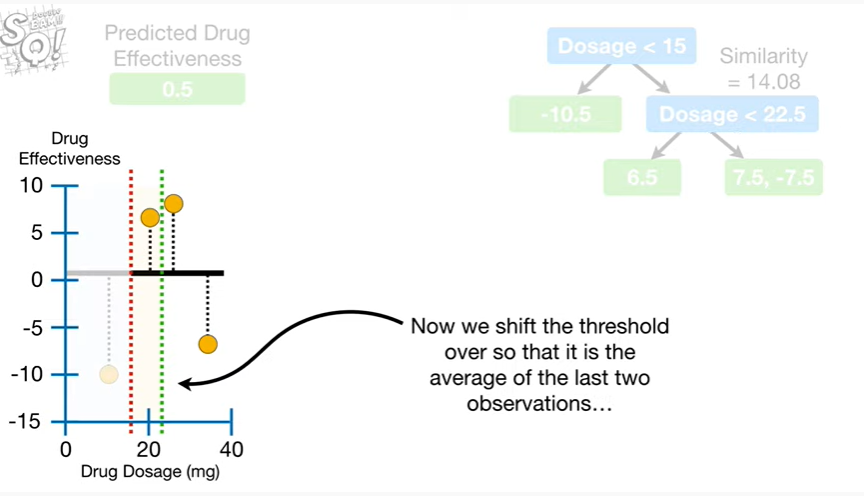 SQ!
Predicted Drug
Effectiveness
0.5
Dosage < 15
Similarity
= 14.08
-10.5
Dosage < 22.5
6.5
7.5, -7.5
Drug
Effectiveness
10
5
0
-5
-10
-15
0 20 40
Drug Dosage (mg)
Now we shift the threshold
over so that it is the
average of the last two
observations…